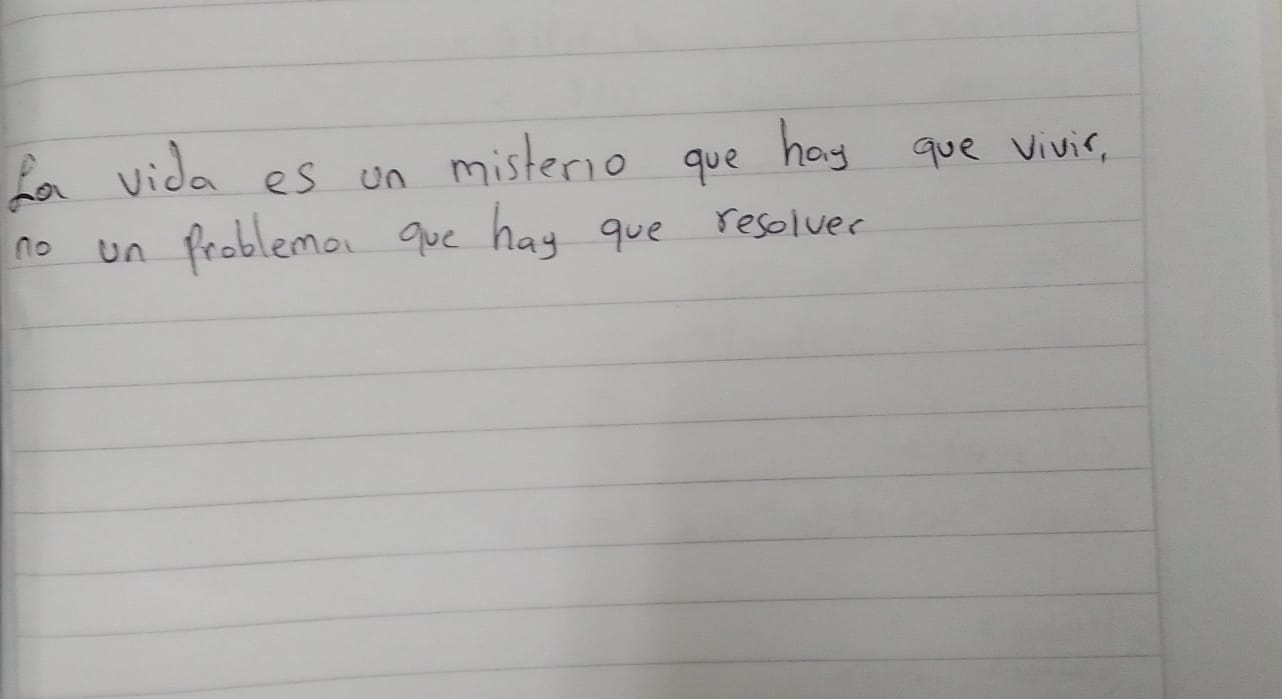 La vida es un misterio que hay que vivir,
no un problema que hay que resolver